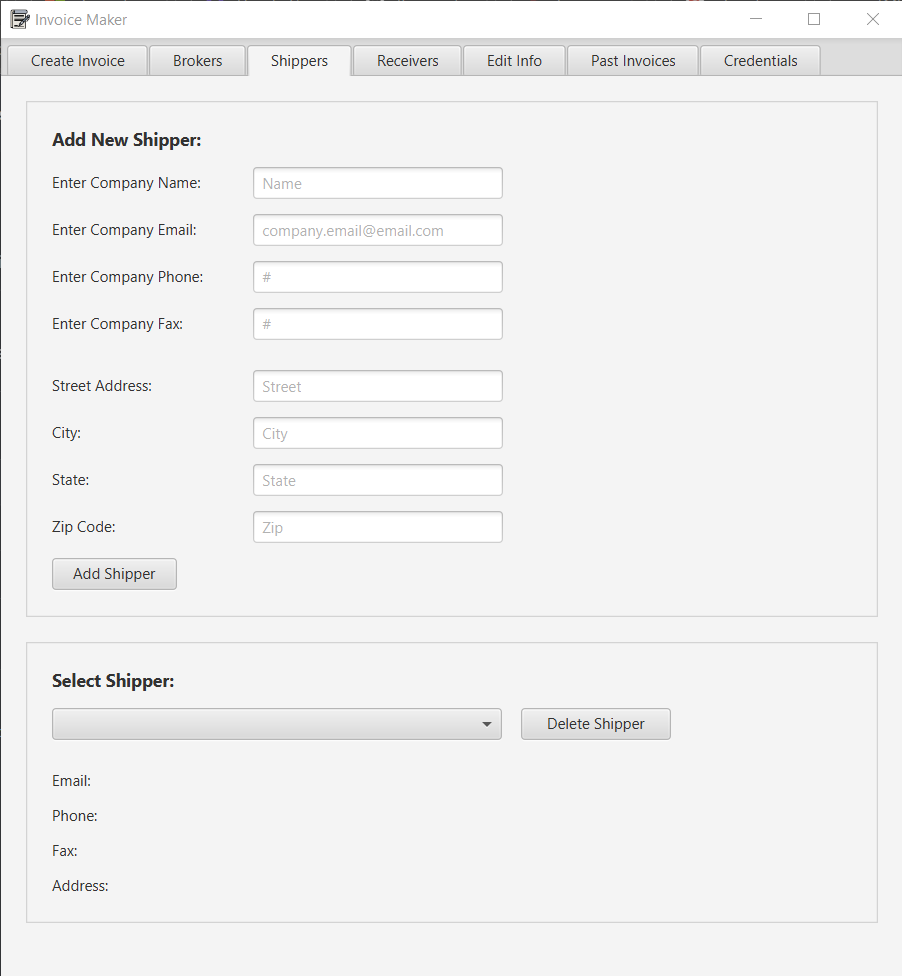 Invoice Maker
Create Invoice Brokers Shippers Receivers Edit Info Past Invoices Credentials
Add New Shipper:
Enter Company Name: Name
Enter Company Email: company.email@email.com
Enter Company Phone: #
Enter Company Fax: #
Street Address: Street
City: City
State: State
Zip Code: Zip
Add Shipper
Select Shipper:
Delete Shipper
Email:
Phone:
Fax:
Address: